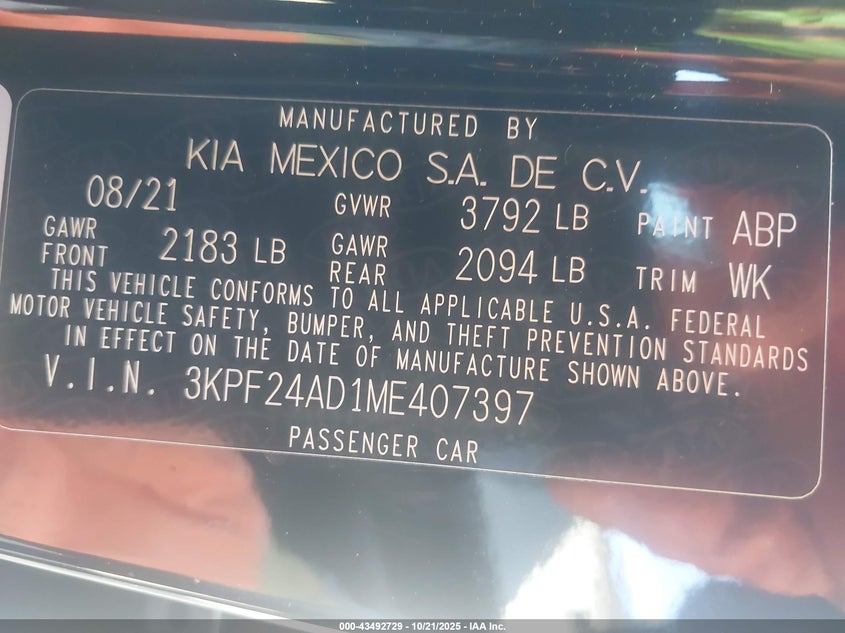 MANUFACTURED BY
KIA MEXICO S.A. DE C.V.
08/21 GVWR 3792 LB PAINT ABP
GAWR FRONT 2183 LB GAWR REAR 2094 LB TRIM WK
THIS VEHICLE CONFORMS TO ALL APPLICABLE U.S.A. FEDERAL
MOTOR VEHICLE SAFETY, BUMPER, AND THEFT PREVENTION STANDARDS
IN EFFECT ON THE DATE OF MANUFACTURE SHOWN ABOVE.
V.I.N. 3KPF24AD1ME407397
PASSENGER CAR
000-43492729 - 10/21/2025 - IAA Inc.